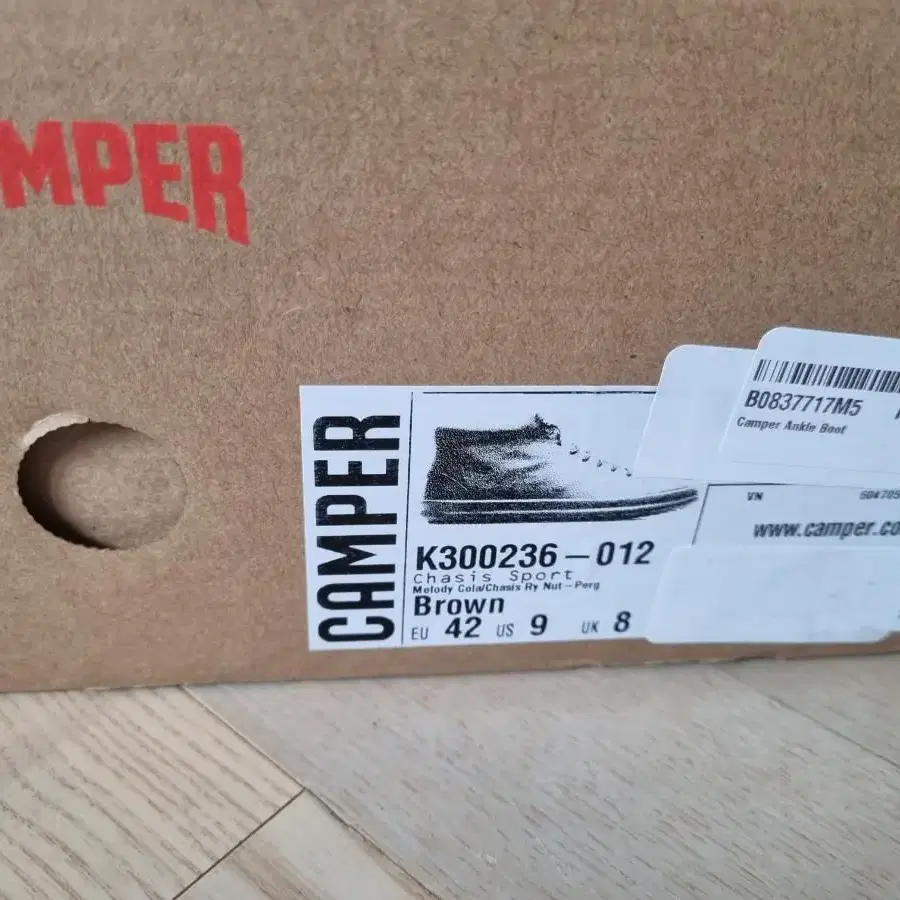 MPER
CAMPER
K300236-012
Chasis Sport
Melody Cola/Chasis Ry Nut-Perg
Brown
EU 42 US 9 UK 8
B0837717M5
Camper Ankle Boot
VN
www.camper.co